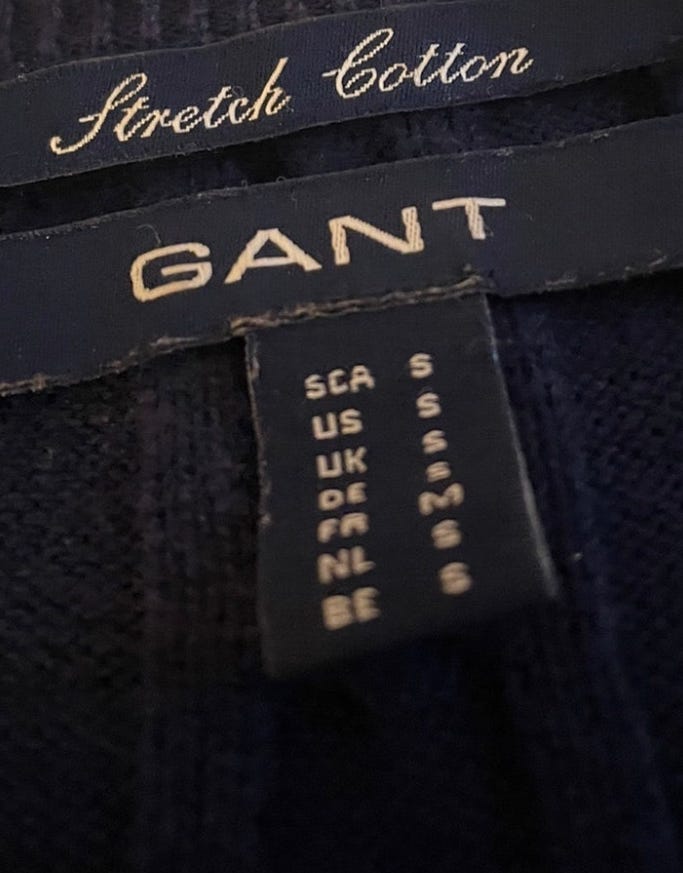 Stretch Cotton
GANT
SCA S
US S
UK S
DE S
FR M
NL S
BE S